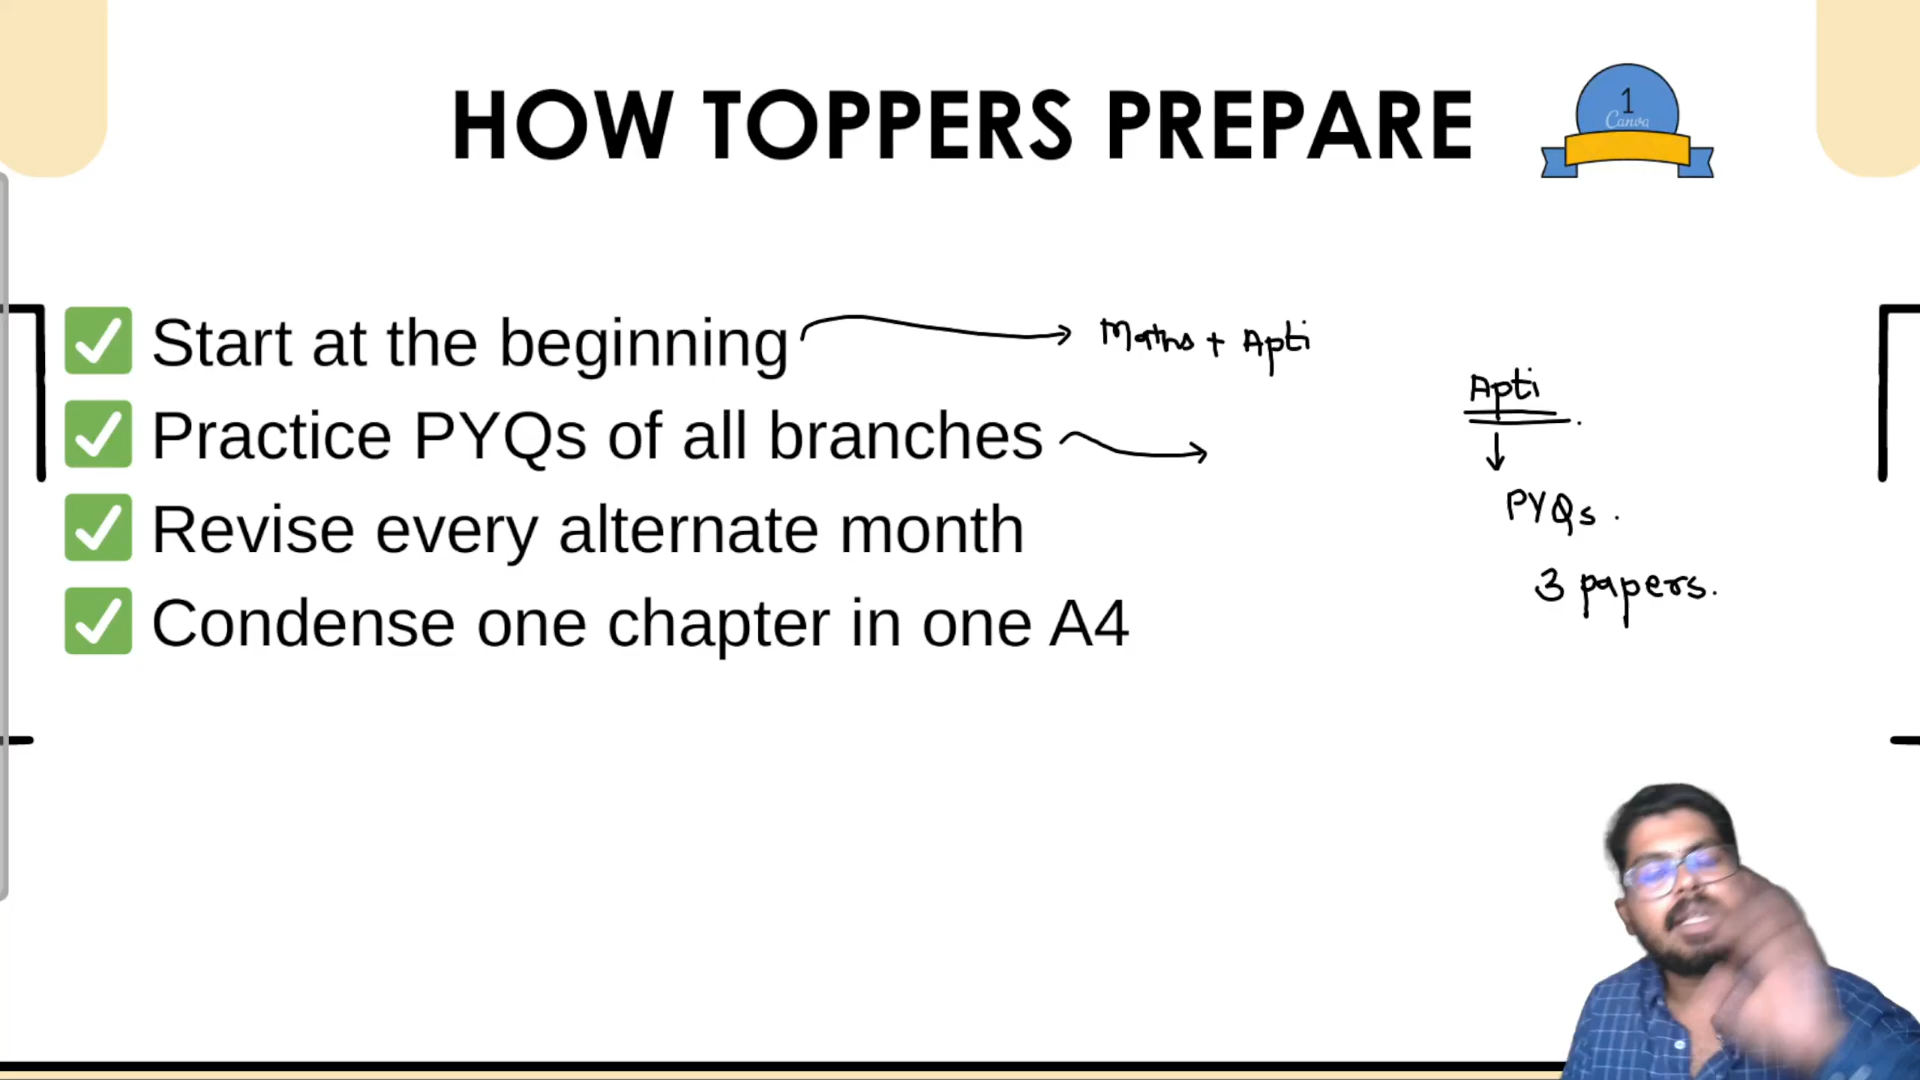 HOW TOPPERS PREPARE
1
Canva
✅ Start at the beginning → Maths + Apti
✅ Practice PYQs of all branches →
✅ Revise every alternate month
✅ Condense one chapter in one A4
Apti
PYQs.
3 papers.